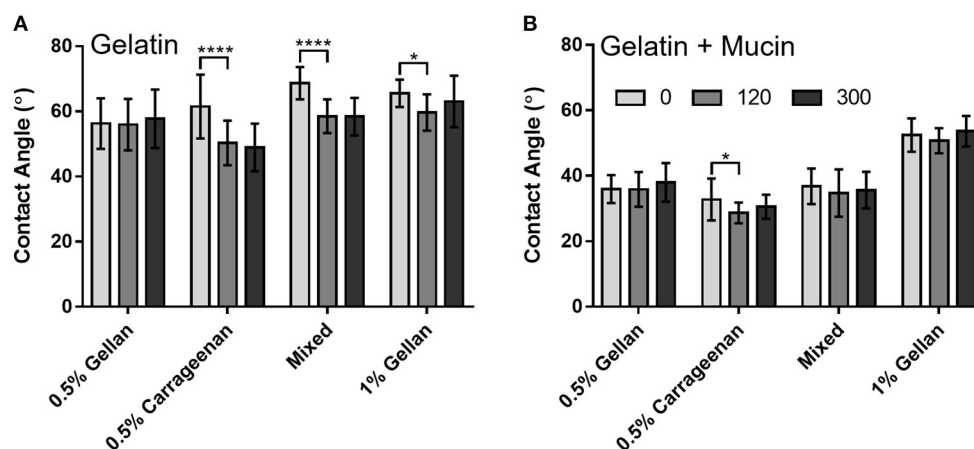 A
Gelatin
Contact Angle (°)
80
60
40
20
0
****
****
*
0.5% Gellan
0.5% Carrageenan
Mixed
1% Gellan
B
Gelatin + Mucin
0 120 300
Contact Angle (°)
80
60
40
20
0
*
0.5% Gellan
0.5% Carrageenan
Mixed
1% Gellan